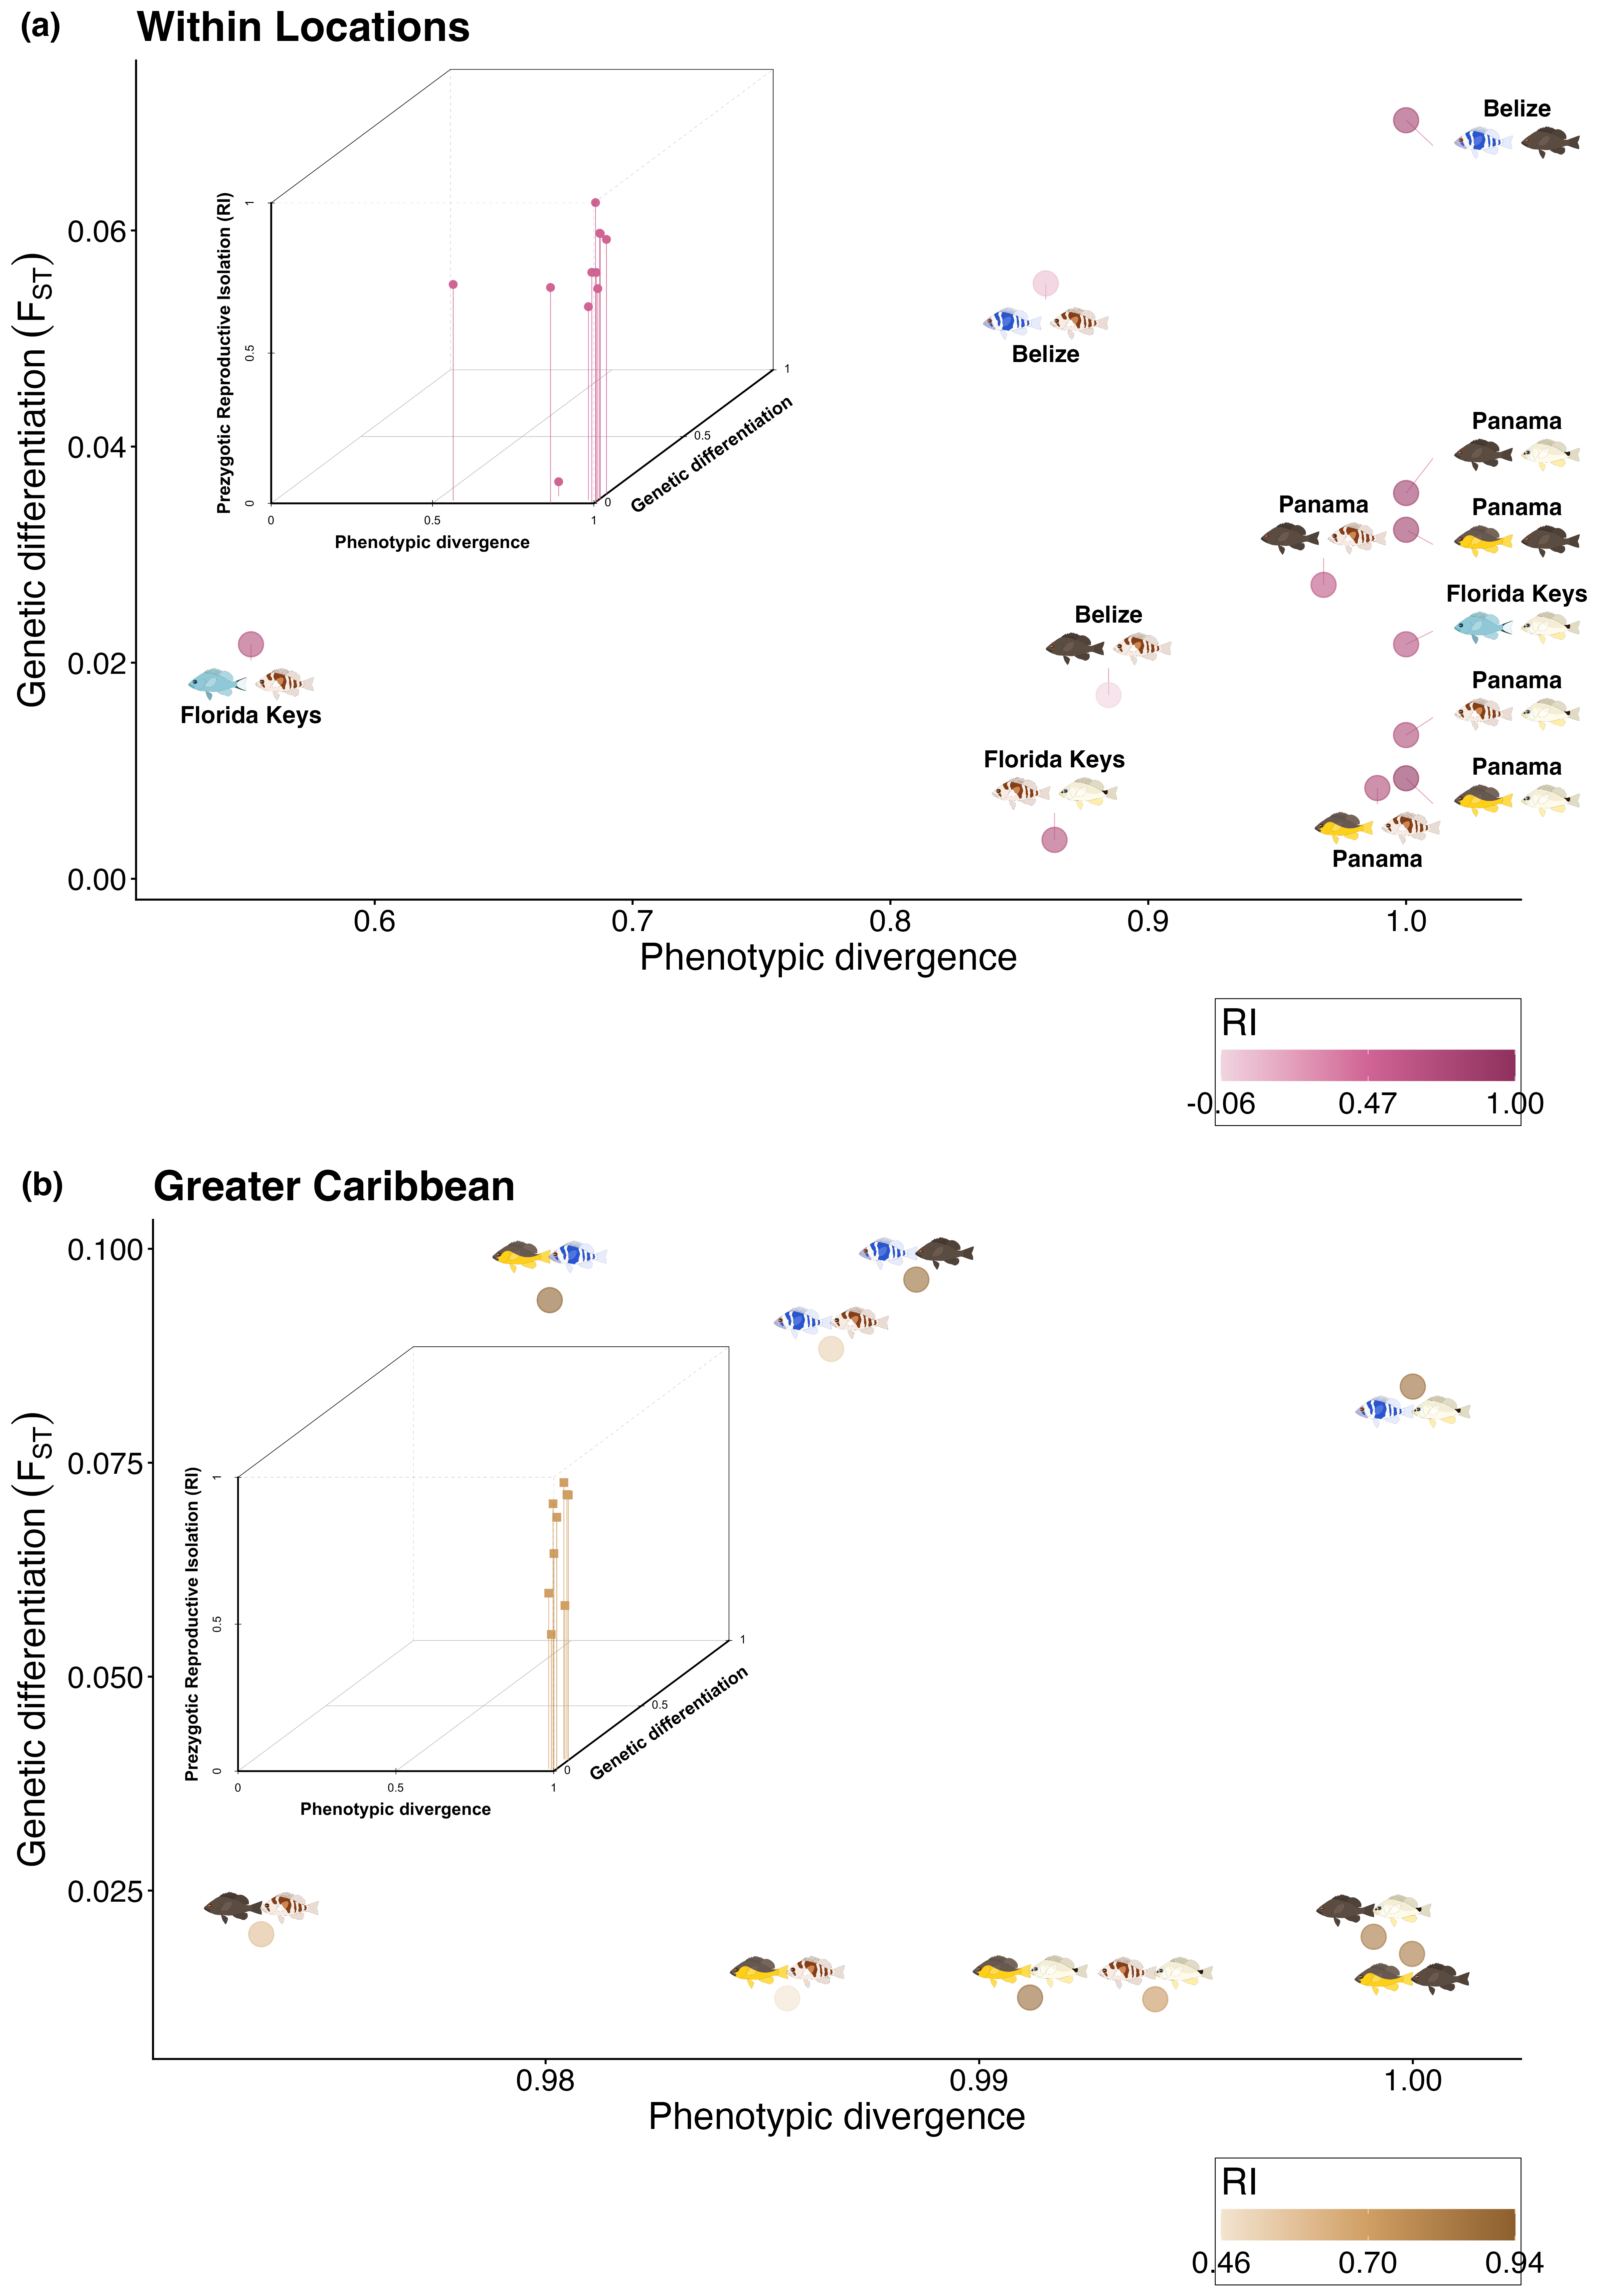 (a) Within Locations
Genetic differentiation (FST)
0.06
0.04
0.02
0.00
0.6 0.7 0.8 0.9 1.0
Phenotypic divergence
Prezygotic Reproductive Isolation (RI)
1
0.5
0
0 0.5 1
Phenotypic divergence
0
0.5
1
Genetic differentiation
Belize
Belize
Panama
Panama
Panama
Florida Keys
Belize
Florida Keys
Panama
Florida Keys
Panama
Panama
RI
-0.06 0.47 1.00
(b) Greater Caribbean
Genetic differentiation (FST)
0.100
0.075
0.050
0.025
0.98 0.99 1.00
Phenotypic divergence
Prezygotic Reproductive Isolation (RI)
1
0.5
0
0 0.5 1
Phenotypic divergence
0
0.5
1
Genetic differentiation
RI
0.46 0.70 0.94